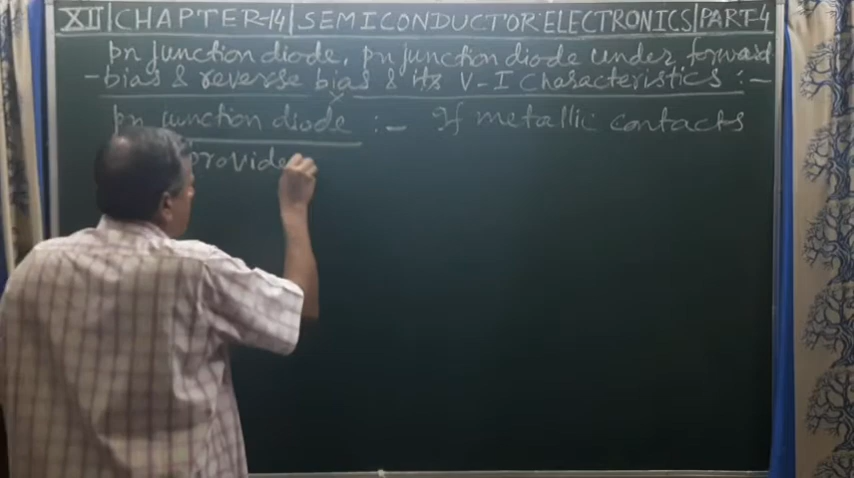 XII | CHAPTER-14 | SEMICONDUCTOR ELECTRONICS | PART-4
pn junction diode, pn junction diode under forward
-bias & reverse bias & its V-I characteristics :-
pn junction diode :- If metallic contacts
provide